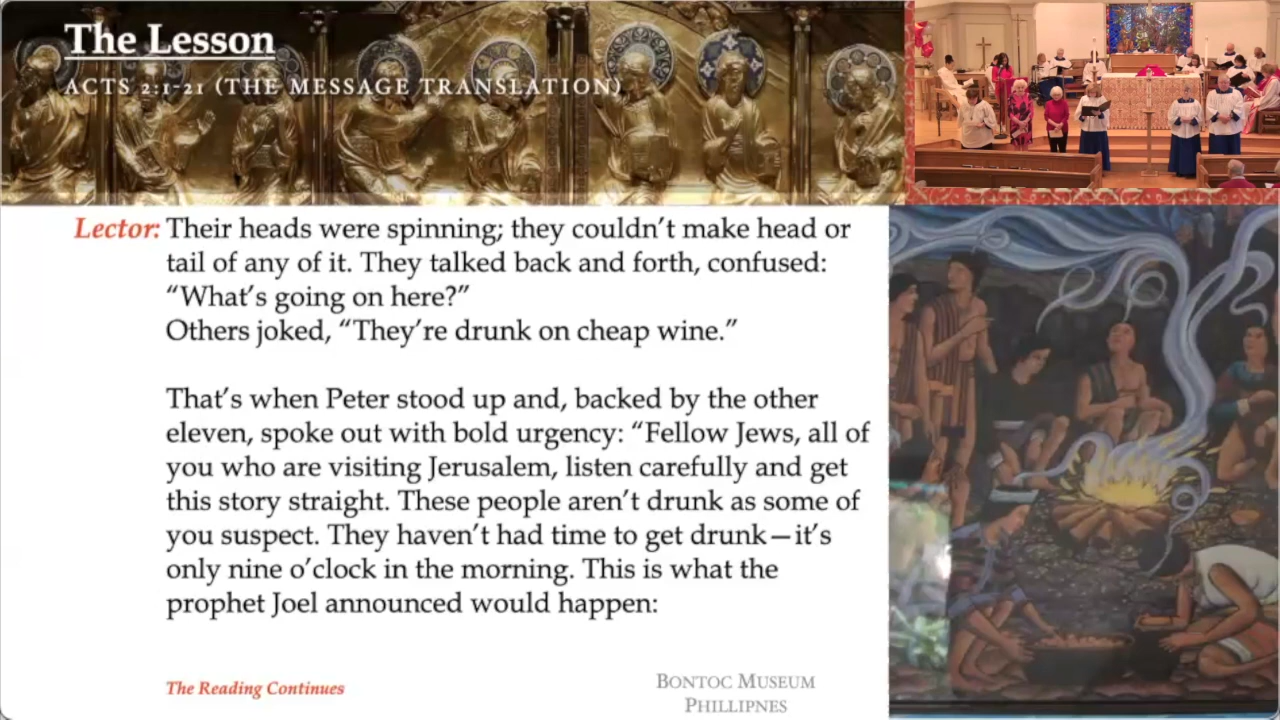 The Lesson
ACTS 2:1-21 (THE MESSAGE TRANSLATION)
Lector: Their heads were spinning; they couldn’t make head or
tail of any of it. They talked back and forth, confused:
“What’s going on here?”
Others joked, “They’re drunk on cheap wine.”
That’s when Peter stood up and, backed by the other
eleven, spoke out with bold urgency: “Fellow Jews, all of
you who are visiting Jerusalem, listen carefully and get
this story straight. These people aren’t drunk as some of
you suspect. They haven’t had time to get drunk—it’s
only nine o’clock in the morning. This is what the
prophet Joel announced would happen:
The Reading Continues
BONTOC MUSEUM
PHILLIPNES